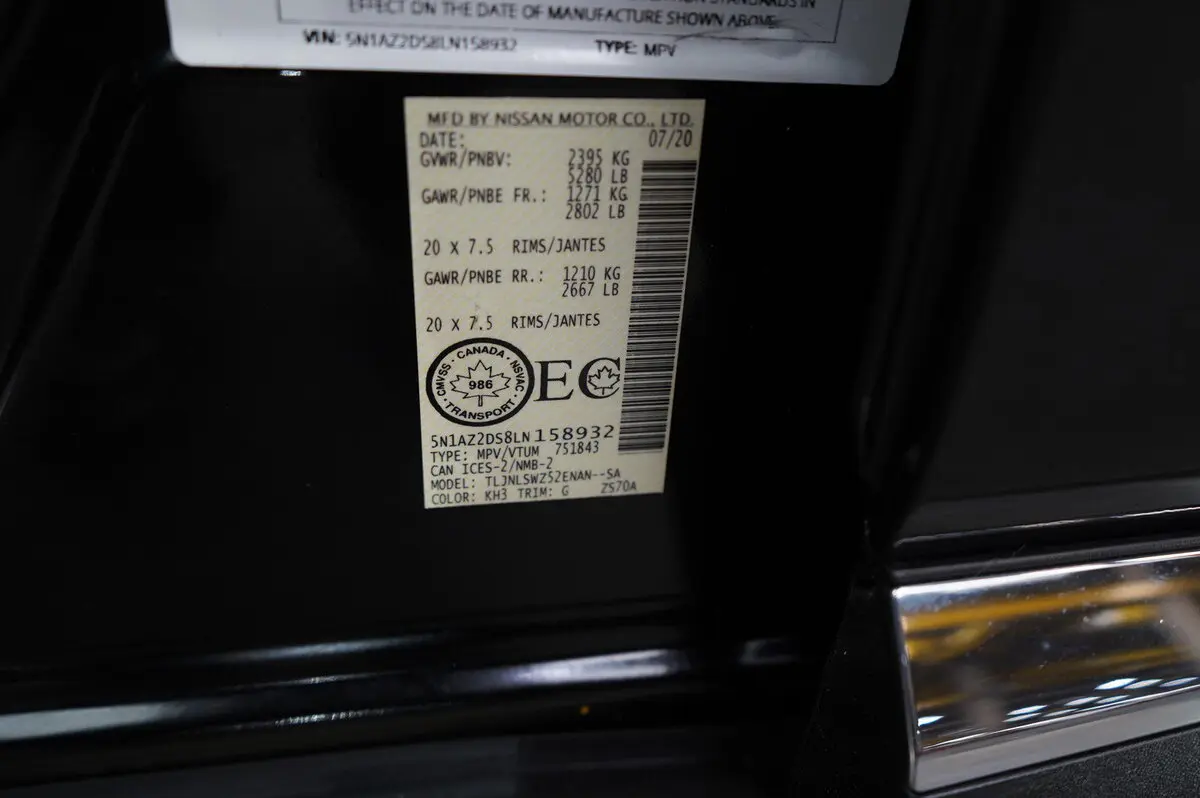 STANDARDS IN
EFFECT ON THE DATE OF MANUFACTURE SHOWN ABOVE.
VIN: 5N1AZ2DS8LN158932 TYPE: MPV
MFD BY NISSAN MOTOR CO., LTD.
DATE: 07/20
GVWR/PNBV: 2395 KG
5280 LB
GAWR/PNBE FR.: 1271 KG
2802 LB
20 X 7.5 RIMS/JANTES
GAWR/PNBE RR.: 1210 KG
2667 LB
20 X 7.5 RIMS/JANTES
CMVSS · CANADA · NSVAC · TRANSPORT ·
986
EC
5N1AZ2DS8LN158932
TYPE: MPV/VTUM 751843
CAN ICES-2/NMB-2
MODEL: TLJNLSWZ52ENAN--SA
COLOR: KH3 TRIM: G ZS70A